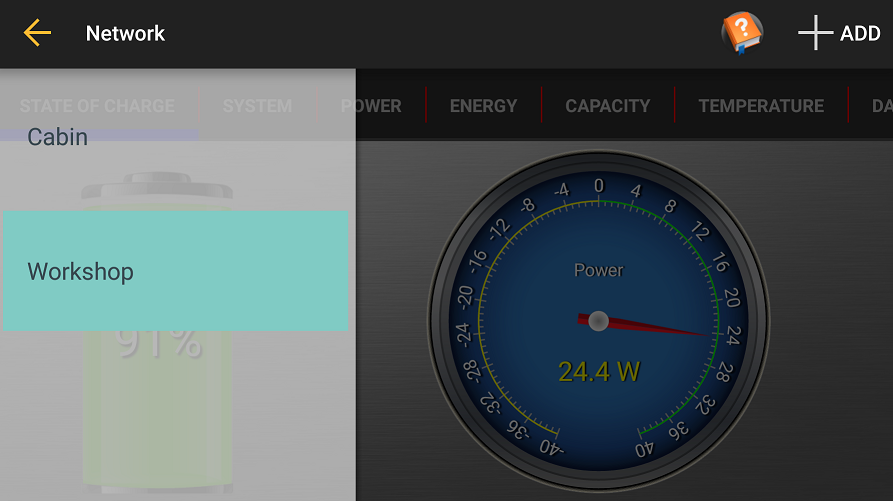 Network
?
ADD
STATE OF CHARGE
SYSTEM
POWER
ENERGY
CAPACITY
TEMPERATURE
DA
Cabin
Workshop
91%
-40
-36
-32
-28
-24
-20
-16
-12
-8
-4
0
4
8
12
16
20
24
28
32
36
40
Power
24.4 W